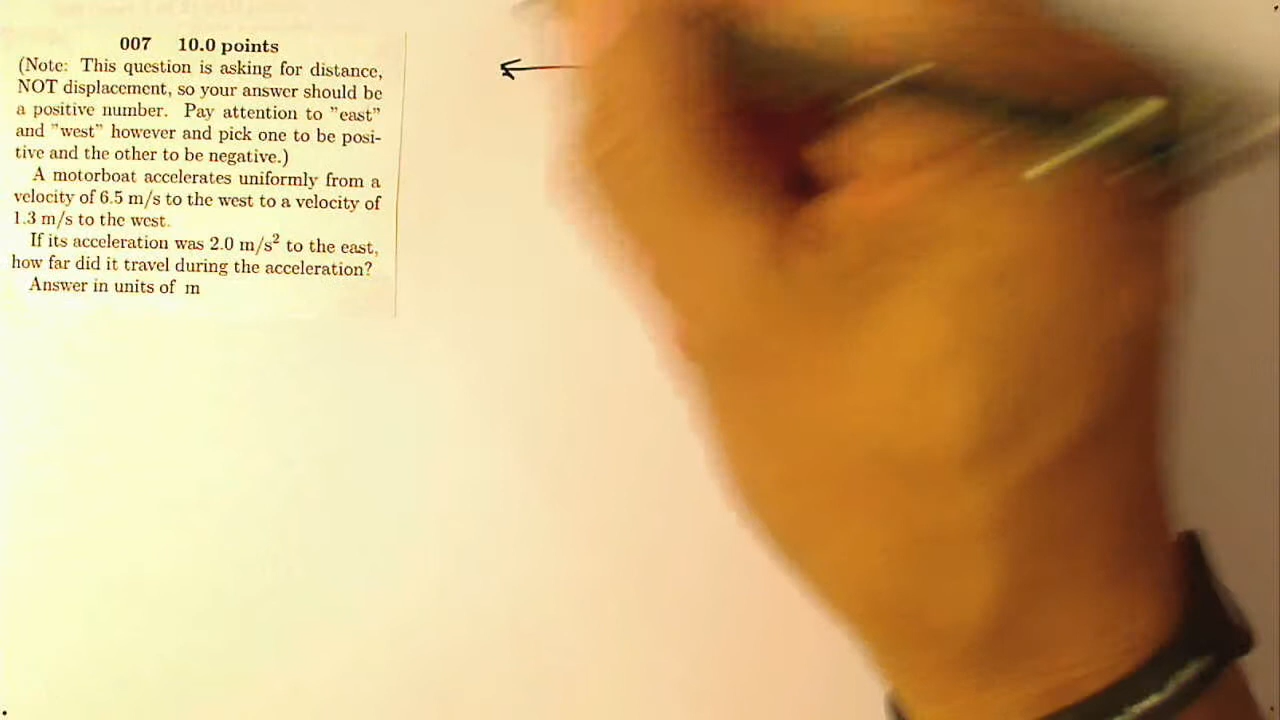 007 10.0 points
(Note: This question is asking for distance,
NOT displacement, so your answer should be
a positive number. Pay attention to "east"
and "west" however and pick one to be posi-
tive and the other to be negative.)
A motorboat accelerates uniformly from a
velocity of 6.5 m/s to the west to a velocity of
1.3 m/s to the west.
If its acceleration was 2.0 m/s² to the east,
how far did it travel during the acceleration?
Answer in units of m